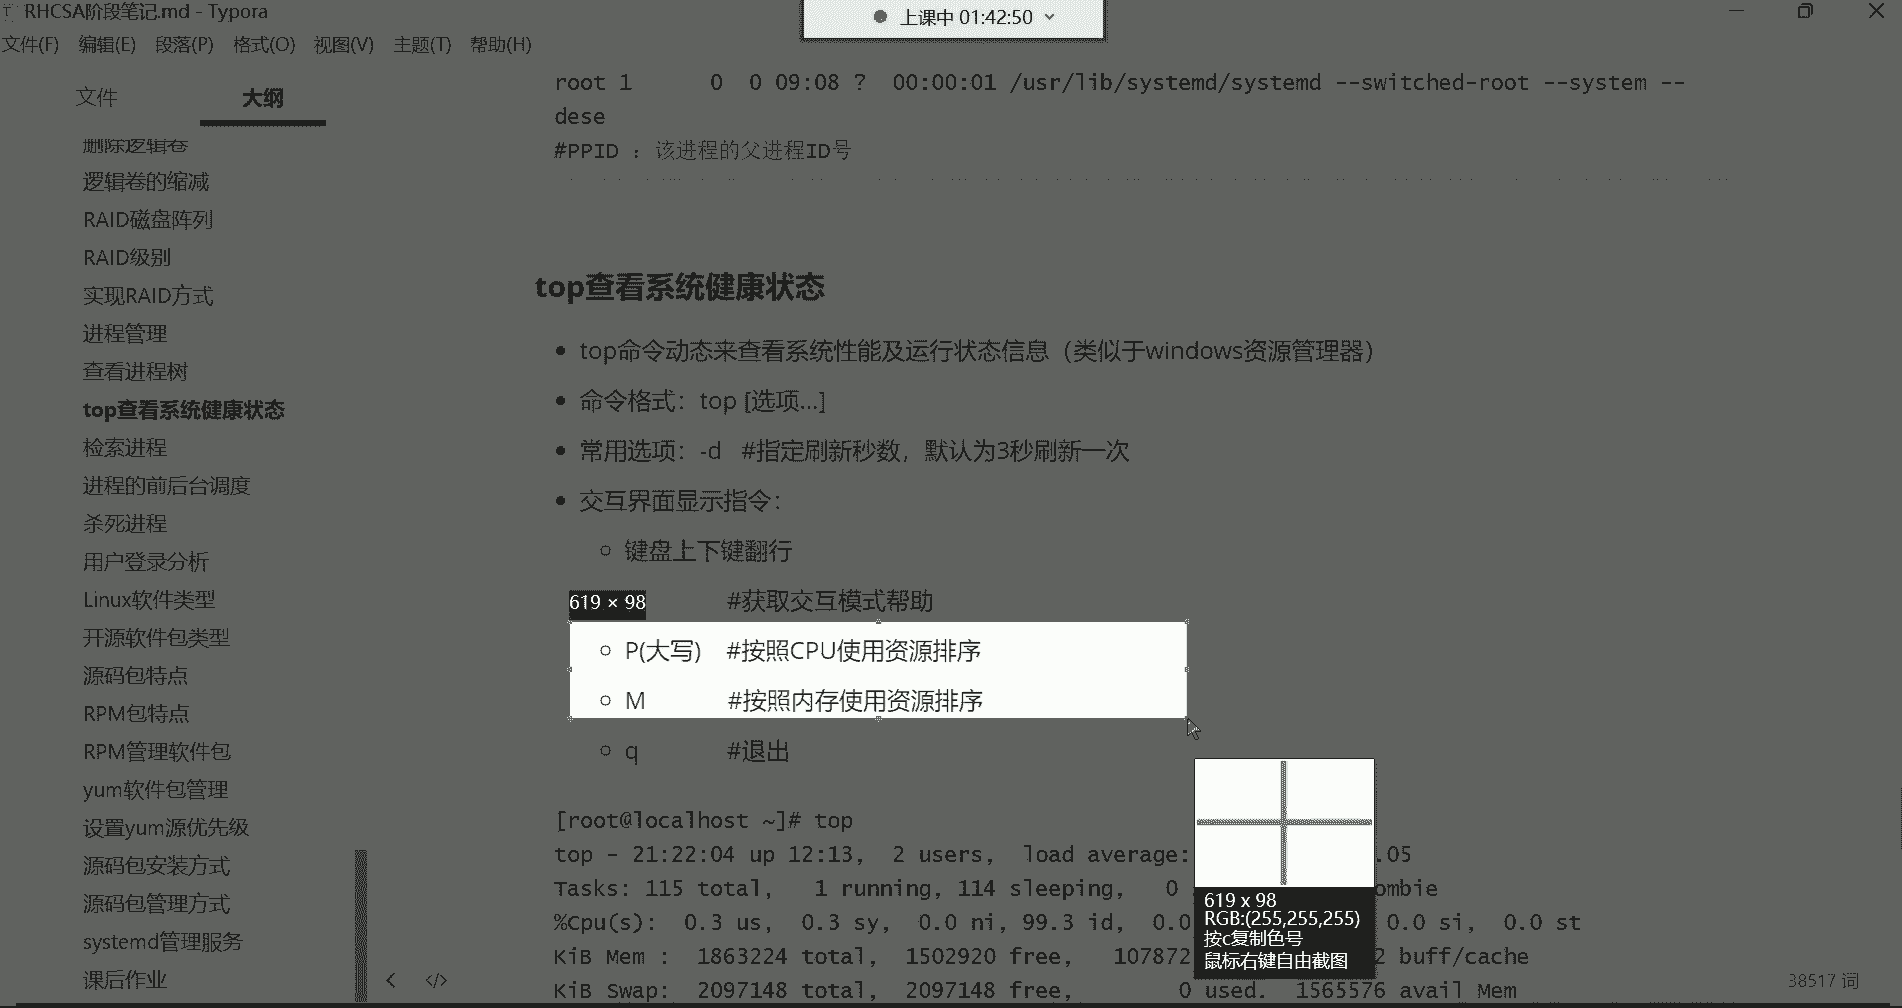 RHCSA阶段笔记.md - Typora
上课中 01:42:50
文件(F) 编辑(E) 段落(P) 格式(O) 视图(V) 主题(T) 帮助(H)
文件 大纲
删除逻辑卷
逻辑卷的缩减
RAID磁盘阵列
RAID级别
实现RAID方式
进程管理
查看进程树
top查看系统健康状态
检索进程
进程的前后台调度
杀死进程
用户登录分析
Linux软件类型
开源软件包类型
源码包特点
RPM包特点
RPM管理软件包
yum软件包管理
设置yum源优先级
源码包安装方式
源码包管理方式
systemd管理服务
课后作业
root 1 0 0 09:08 ? 00:00:01 /usr/lib/systemd/systemd --switched-root --system --
dese
#PPID : 该进程的父进程ID号
top查看系统健康状态
top命令动态来查看系统性能及运行状态信息（类似于windows资源管理器）
命令格式：top [选项...]
常用选项：-d #指定刷新秒数，默认为3秒刷新一次
交互界面显示指令：
键盘上下键翻行
619 × 98 #获取交互模式帮助
P(大写) #按照CPU使用资源排序
M #按照内存使用资源排序
q #退出
[root@localhost ~]# top
top - 21:22:04 up 12:13, 2 users, load average: .05
Tasks: 115 total, 1 running, 114 sleeping, 0 ombie
%Cpu(s): 0.3 us, 0.3 sy, 0.0 ni, 99.3 id, 0.0 0.0 si, 0.0 st
KiB Mem : 1863224 total, 1502920 free, 107872 2 buff/cache
KiB Swap: 2097148 total, 2097148 free, 0 used. 1565576 avail Mem
619 x 98
RGB:(255,255,255)
按c复制色号
鼠标右键自由截图
38517 词